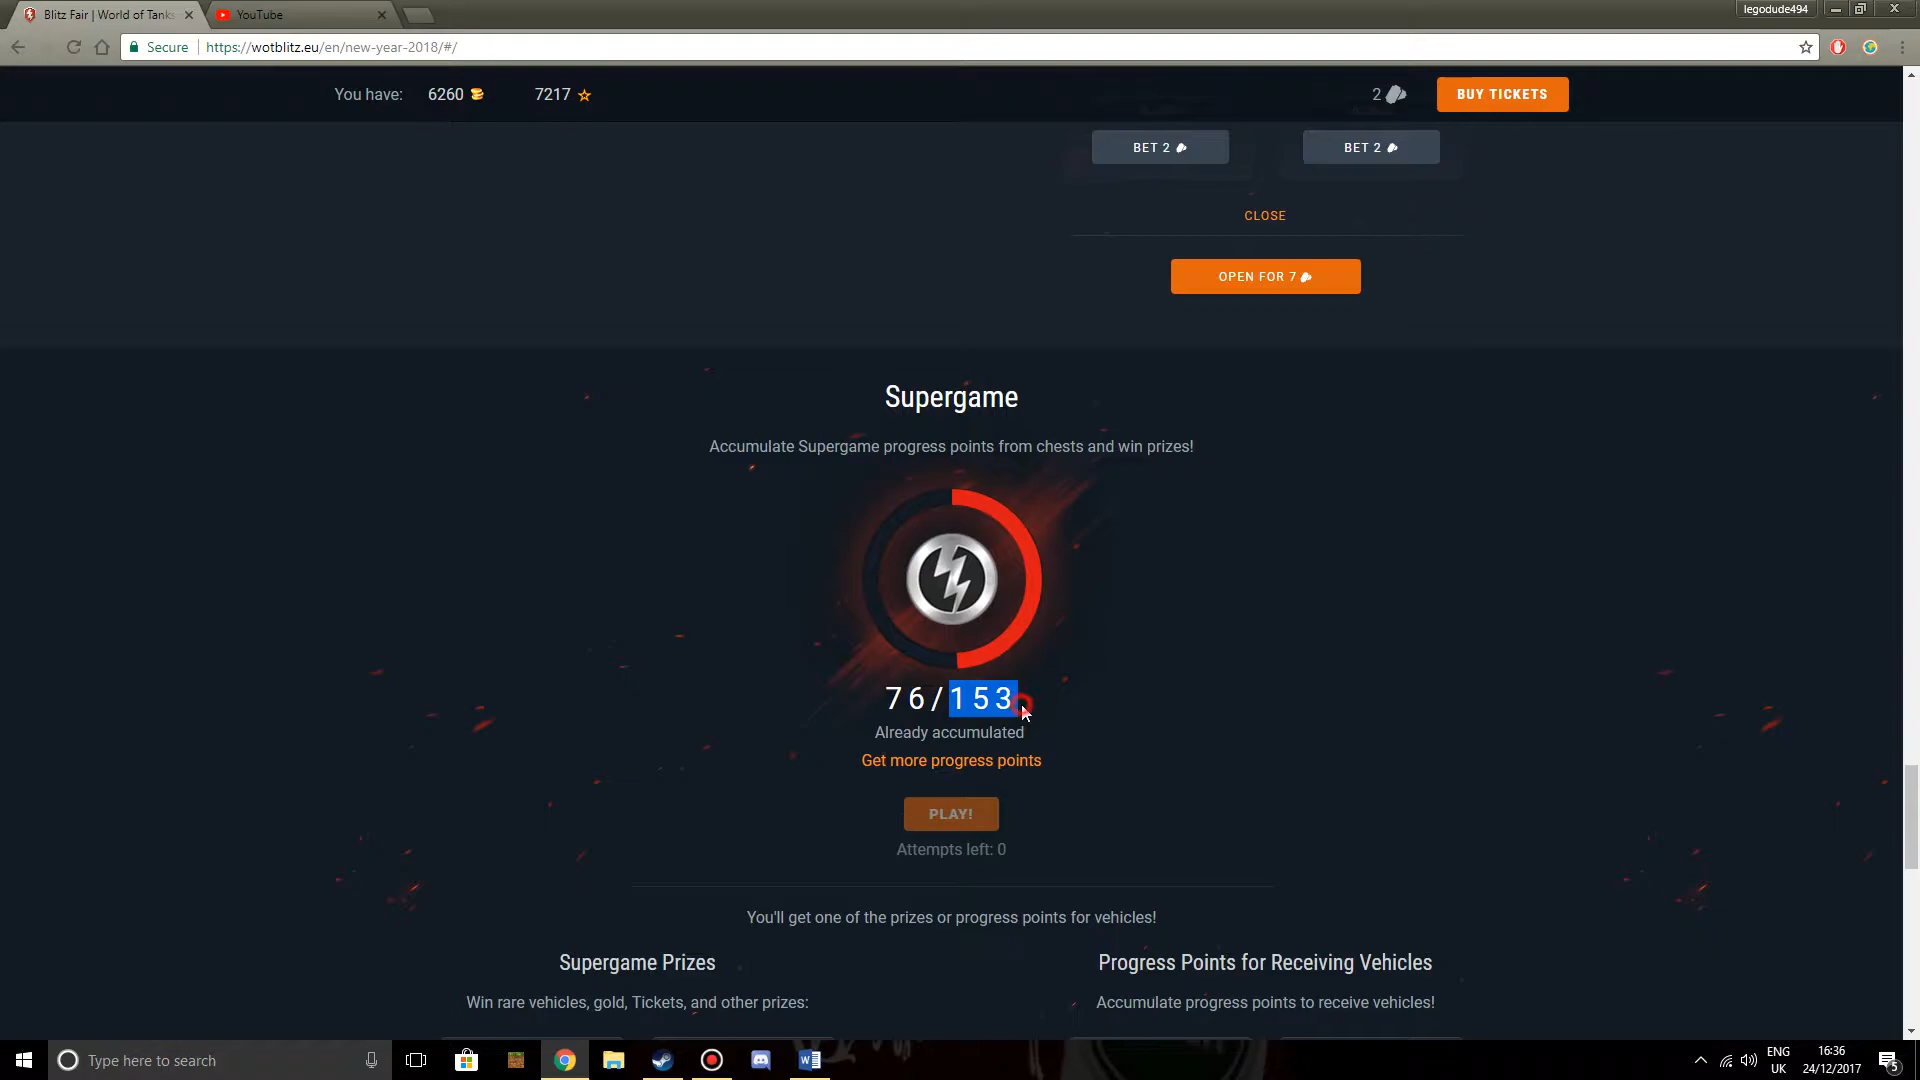 Blitz Fair | World of Tanks
YouTube
legodude494
Secure
https://wotblitz.eu/en/new-year-2018/#/
You have: 6260 7217
2
BUY TICKETS
BET 2
BET 2
CLOSE
OPEN FOR 7
Supergame
Accumulate Supergame progress points from chests and win prizes!
76/153
Already accumulated
Get more progress points
PLAY!
Attempts left: 0
You'll get one of the prizes or progress points for vehicles!
Supergame Prizes
Progress Points for Receiving Vehicles
Win rare vehicles, gold, Tickets, and other prizes:
Accumulate progress points to receive vehicles!
Type here to search
ENG
UK
16:36
24/12/2017
5